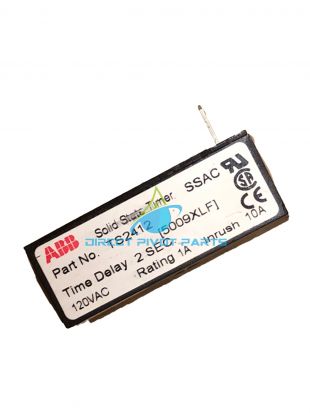 ABB
Solid State Timer SSAC
Part No. TS2412 [5009XLF]
Time Delay 2 SEC
120VAC Rating 1A Inrush 10A
DIRECT PIVOT PARTS